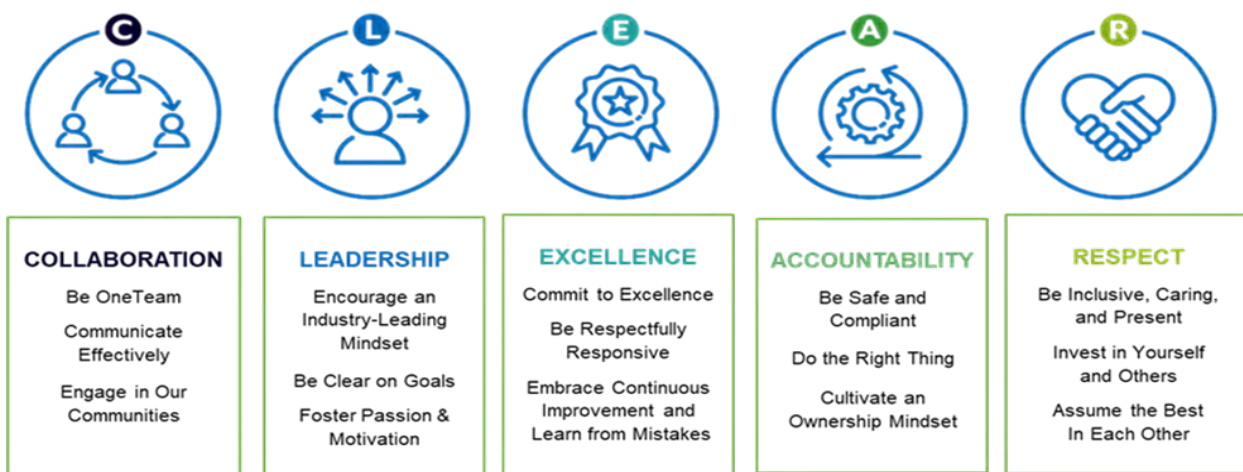 C
L
E
A
R
COLLABORATION
Be OneTeam
Communicate
Effectively
Engage in Our
Communities
LEADERSHIP
Encourage an
Industry-Leading
Mindset
Be Clear on Goals
Foster Passion &
Motivation
EXCELLENCE
Commit to Excellence
Be Respectfully
Responsive
Embrace Continuous
Improvement and
Learn from Mistakes
ACCOUNTABILITY
Be Safe and
Compliant
Do the Right Thing
Cultivate an
Ownership Mindset
RESPECT
Be Inclusive, Caring,
and Present
Invest in Yourself
and Others
Assume the Best
In Each Other